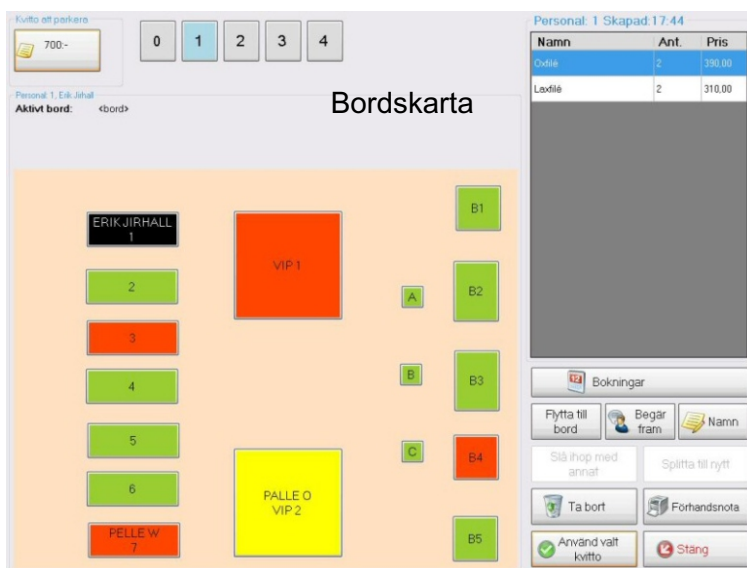 Kvitto att parkera
700:-
0 1 2 3 4
Personal: 1, Erik Jirhall
Aktivt bord: <bord>
Bordskarta
ERIK JIRHALL
1
2
3
4
5
6
PELLE W
7
VIP 1
PALLE O
VIP 2
A
B
C
B1
B2
B3
B4
B5
Personal: 1 Skapad: 17:44
Namn Ant. Pris
Oxfilé 2 390,00
Laxfilé 2 310,00
Bokningar
Flytta till
bord
Begär
fram
Namn
Slå ihop med
annat
Splitta till nytt
Ta bort
Förhandsnota
Använd valt
kvitto
Stäng